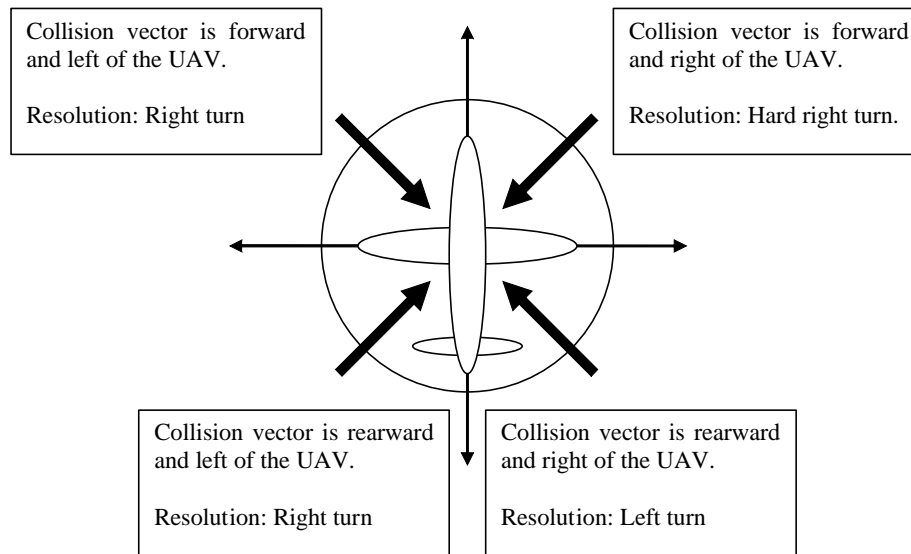 Collision vector is forward
and left of the UAV.
Resolution: Right turn
Collision vector is forward
and right of the UAV.
Resolution: Hard right turn.
Collision vector is rearward
and left of the UAV.
Resolution: Right turn
Collision vector is rearward
and right of the UAV.
Resolution: Left turn